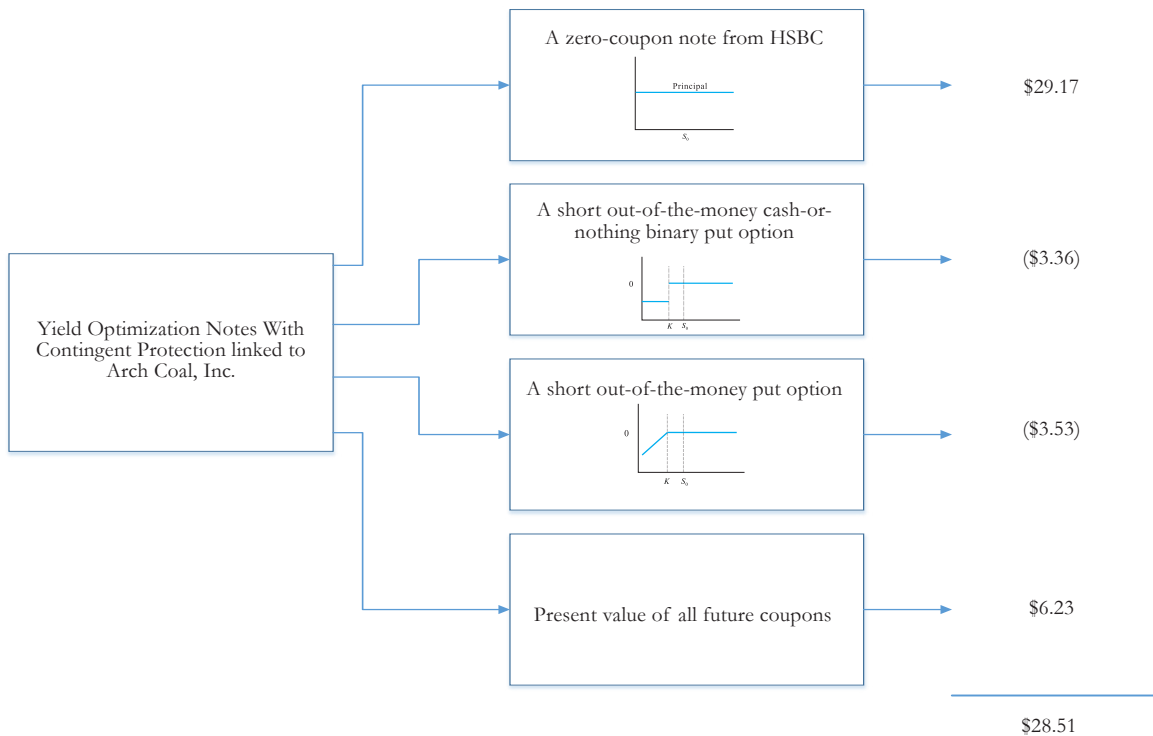 A zero-coupon note from HSBC
Principal
S₀
$29.17
A short out-of-the-money cash-or-
nothing binary put option
0
K S₀
($3.36)
Yield Optimization Notes With
Contingent Protection linked to
Arch Coal, Inc.
A short out-of-the-money put option
0
K S₀
($3.53)
Present value of all future coupons
$6.23
$28.51